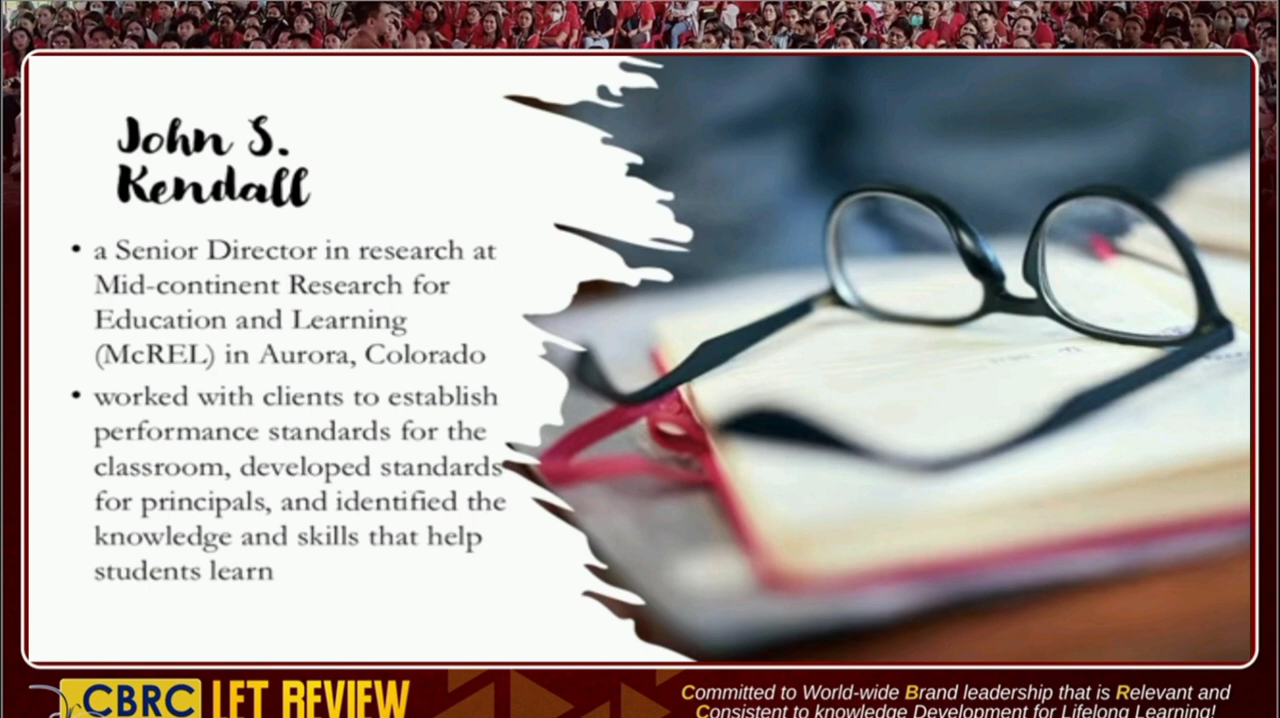 John S.
Kendall
• a Senior Director in research at
Mid-continent Research for
Education and Learning
(McREL) in Aurora, Colorado
• worked with clients to establish
performance standards for the
classroom, developed standards
for principals, and identified the
knowledge and skills that help
students learn
CBRC LET REVIEW
Committed to World-wide Brand leadership that is Relevant and
Consistent to knowledge Development for Lifelong Learning!